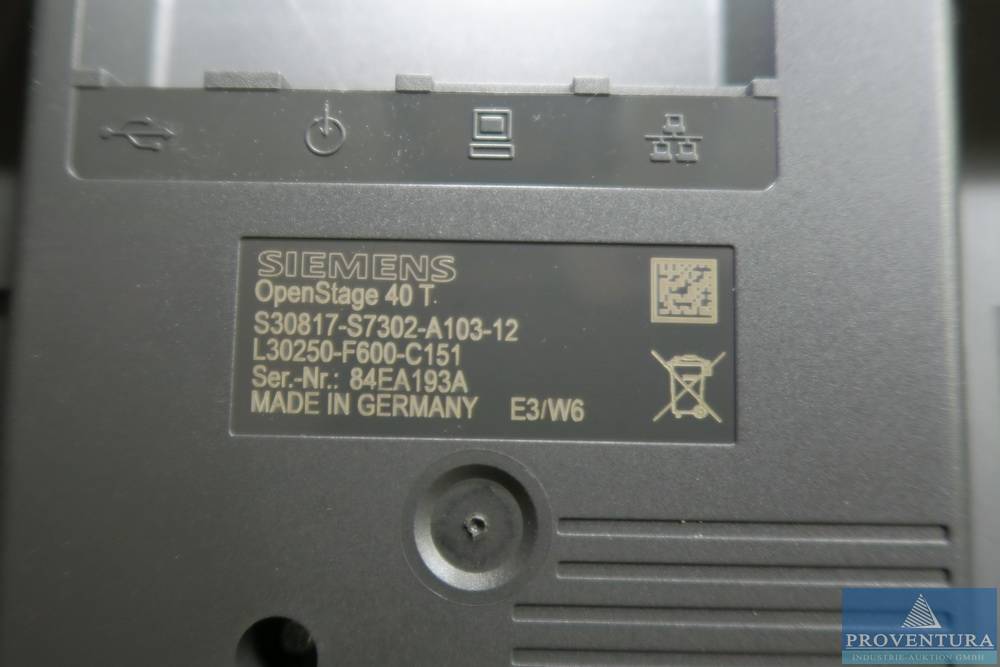 SIEMENS
OpenStage 40 T
S30817-S7302-A103-12
L30250-F600-C151
Ser.-Nr.: 84EA193A
MADE IN GERMANY E3/W6
PROVENTURA
INDUSTRIE-AUKTION GMBH